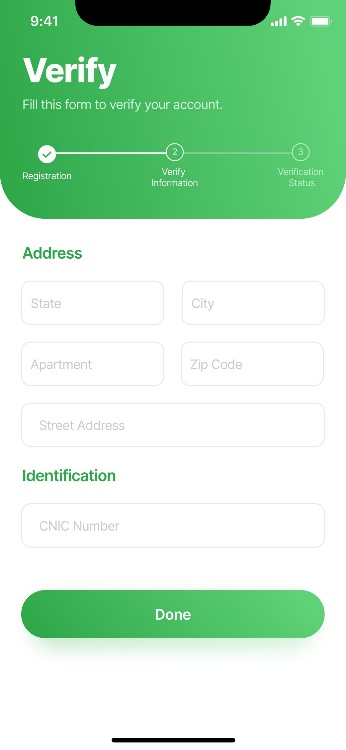 9:41
Verify
Fill this form to verify your account.
2
3
Registration
Verify
Information
Verification
Status
Address
State
City
Apartment
Zip Code
Street Address
Identification
CNIC Number
Done